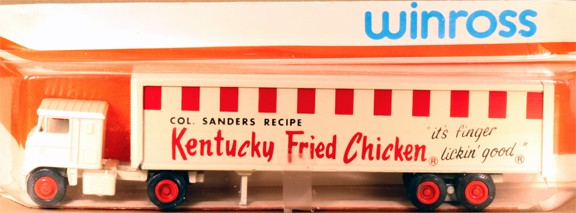 winross
COL. SANDERS RECIPE
Kentucky Fried Chicken®
"it's finger
lickin' good"®